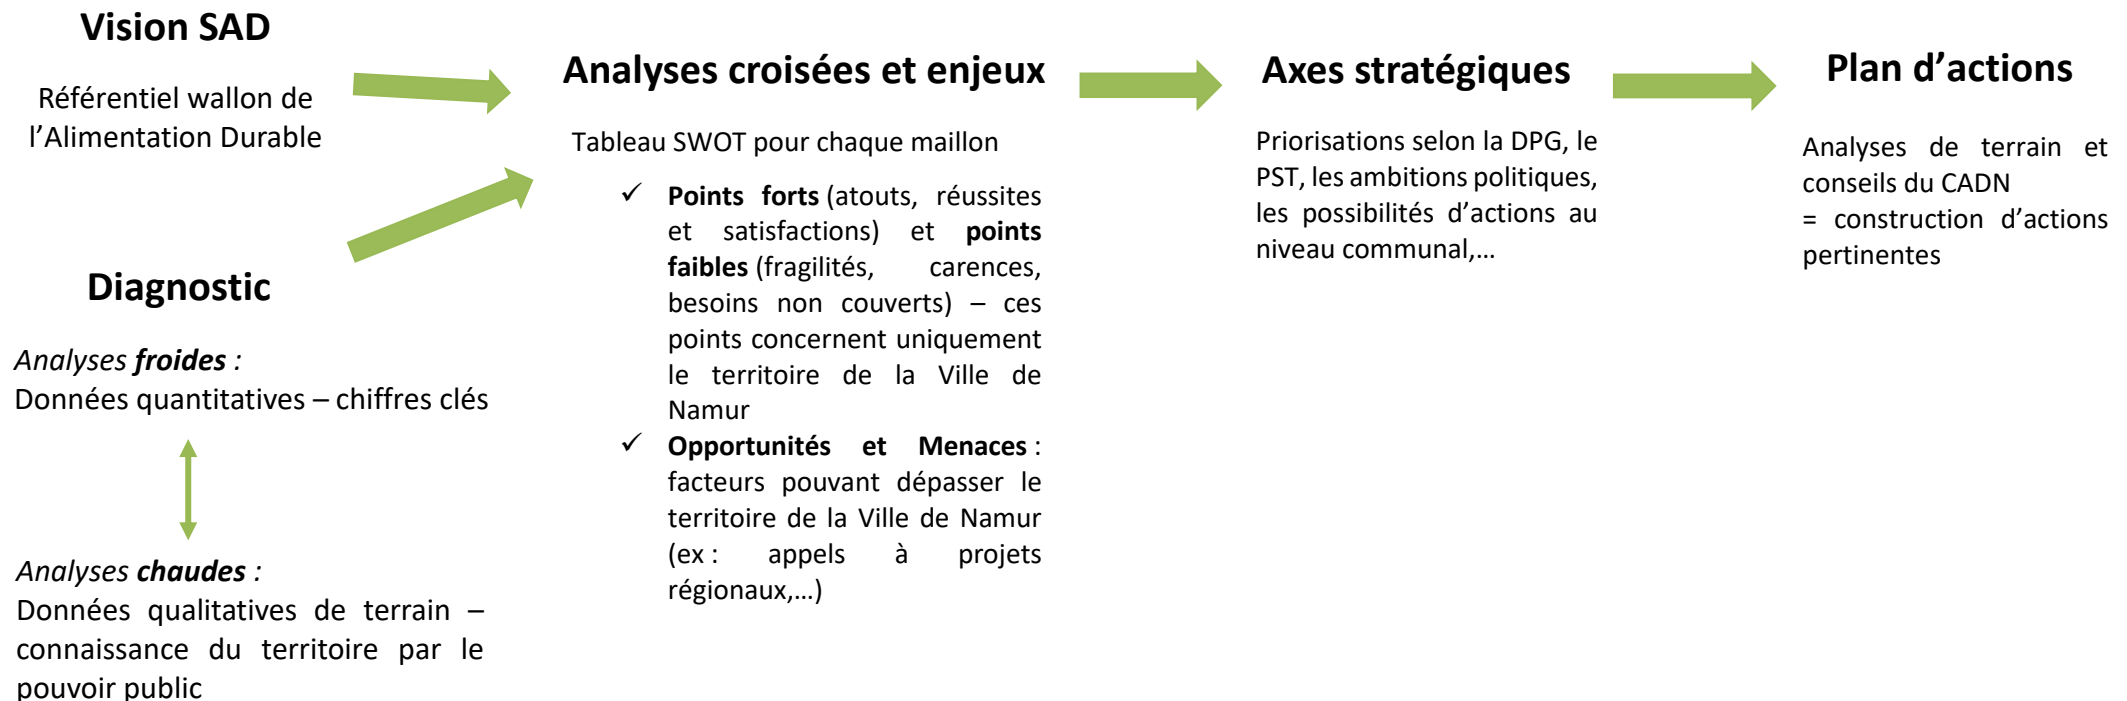 Vision SAD
Référentiel wallon de
l’Alimentation Durable
Diagnostic
Analyses froides :
Données quantitatives – chiffres clés
Analyses chaudes :
Données qualitatives de terrain –
connaissance du territoire par le
pouvoir public
Analyses croisées et enjeux
Tableau SWOT pour chaque maillon
✓ Points forts (atouts, réussites
et satisfactions) et points
faibles (fragilités, carences,
besoins non couverts) – ces
points concernent uniquement
le territoire de la Ville de
Namur
✓ Opportunités et Menaces :
facteurs pouvant dépasser le
territoire de la Ville de Namur
(ex : appels à projets
régionaux,…)
Axes stratégiques
Priorisations selon la DPG, le
PST, les ambitions politiques,
les possibilités d’actions au
niveau communal,…
Plan d’actions
Analyses de terrain et
conseils du CADN
= construction d’actions
pertinentes